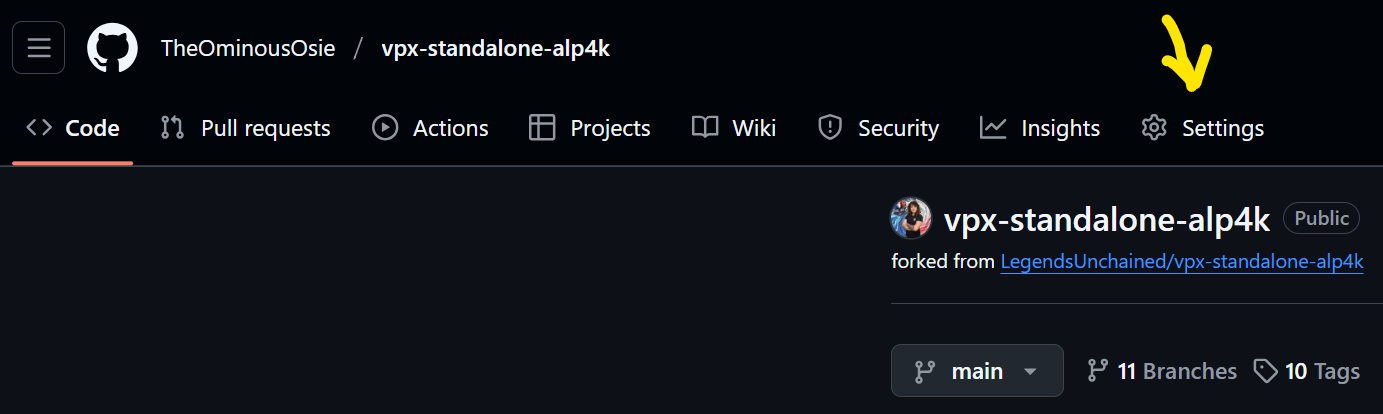 TheOminousOsie / vpx-standalone-alp4k
Code Pull requests Actions Projects Wiki Security Insights Settings
vpx-standalone-alp4k Public
forked from LegendsUnchained/vpx-standalone-alp4k
main 11 Branches 10 Tags